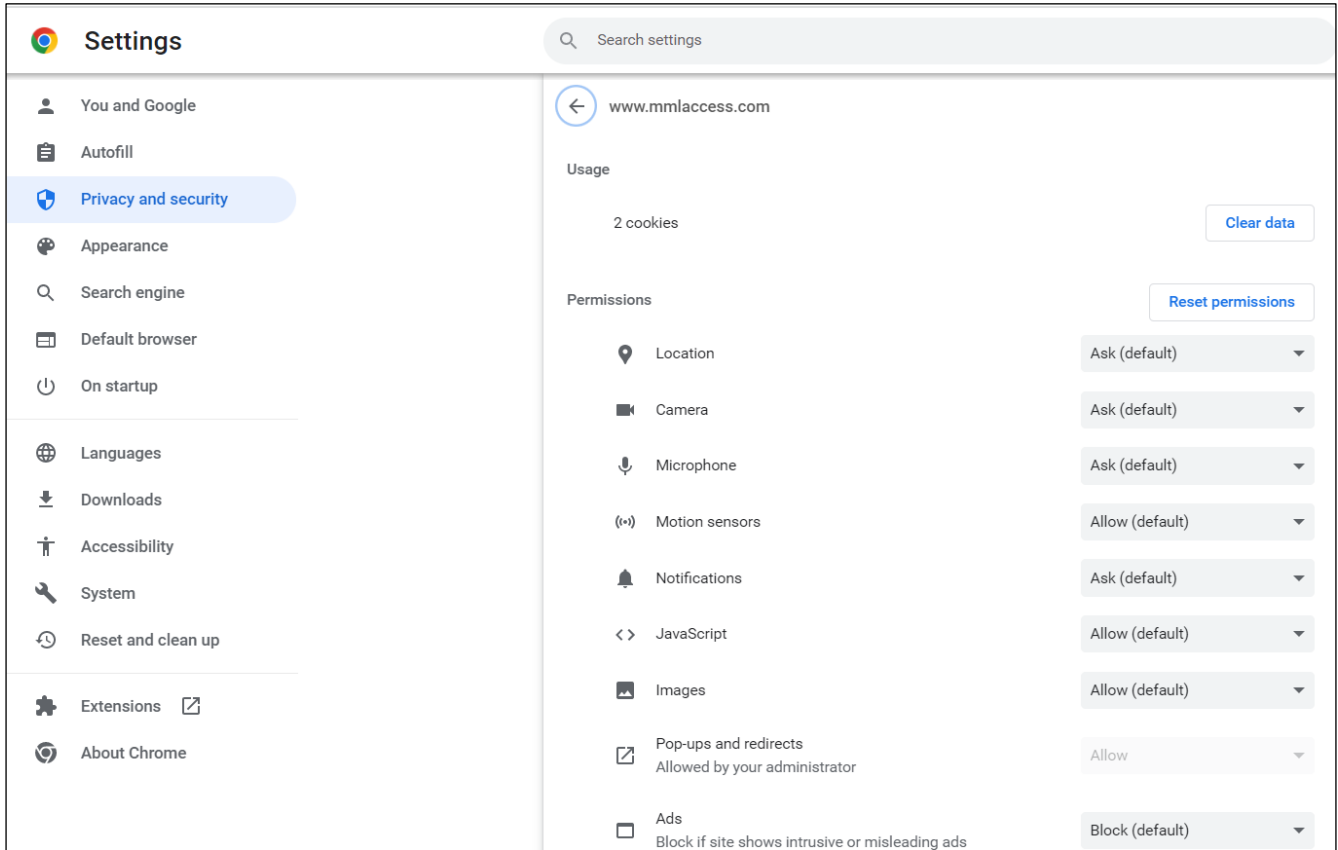 Settings
Search settings
You and Google
Autofill
Privacy and security
Appearance
Search engine
Default browser
On startup
Languages
Downloads
Accessibility
System
Reset and clean up
Extensions
About Chrome
www.mmlaccess.com
Usage
2 cookies
Clear data
Permissions
Reset permissions
Location
Ask (default)
Camera
Ask (default)
Microphone
Ask (default)
Motion sensors
Allow (default)
Notifications
Ask (default)
JavaScript
Allow (default)
Images
Allow (default)
Pop-ups and redirects
Allowed by your administrator
Allow
Ads
Block if site shows intrusive or misleading ads
Block (default)